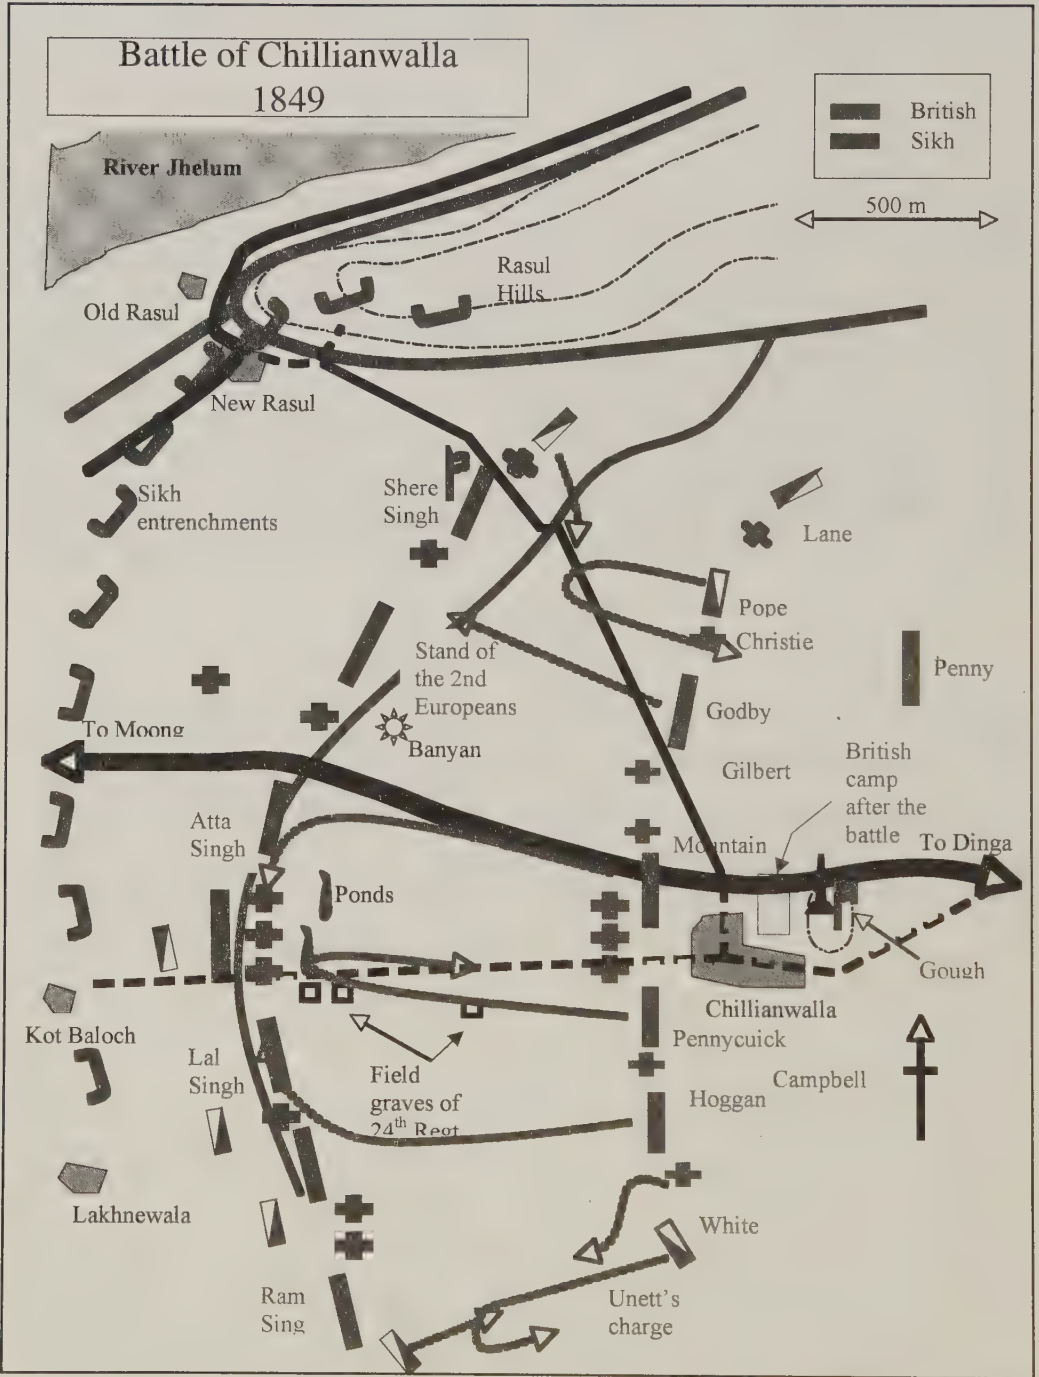 Battle of Chillianwalla
1849
British
Sikh
500 m
River Jhelum
Old Rasul
Rasul
Hills
New Rasul
Sikh
entrenchments
Shere
Singh
Lane
Pope
Christie
Penny
Stand of
the 2nd
Europeans
Banyan
Godby
Gilbert
British
camp
after the
battle
To Moong
Atta
Singh
Mountain
To Dinga
Ponds
Gough
Kot Baloch
Chillianwalla
Pennycuick
Lal
Singh
Field
graves of
24th Regt
Campbell
Hoggan
Lakhnewala
White
Ram
Sing
Unett's
charge